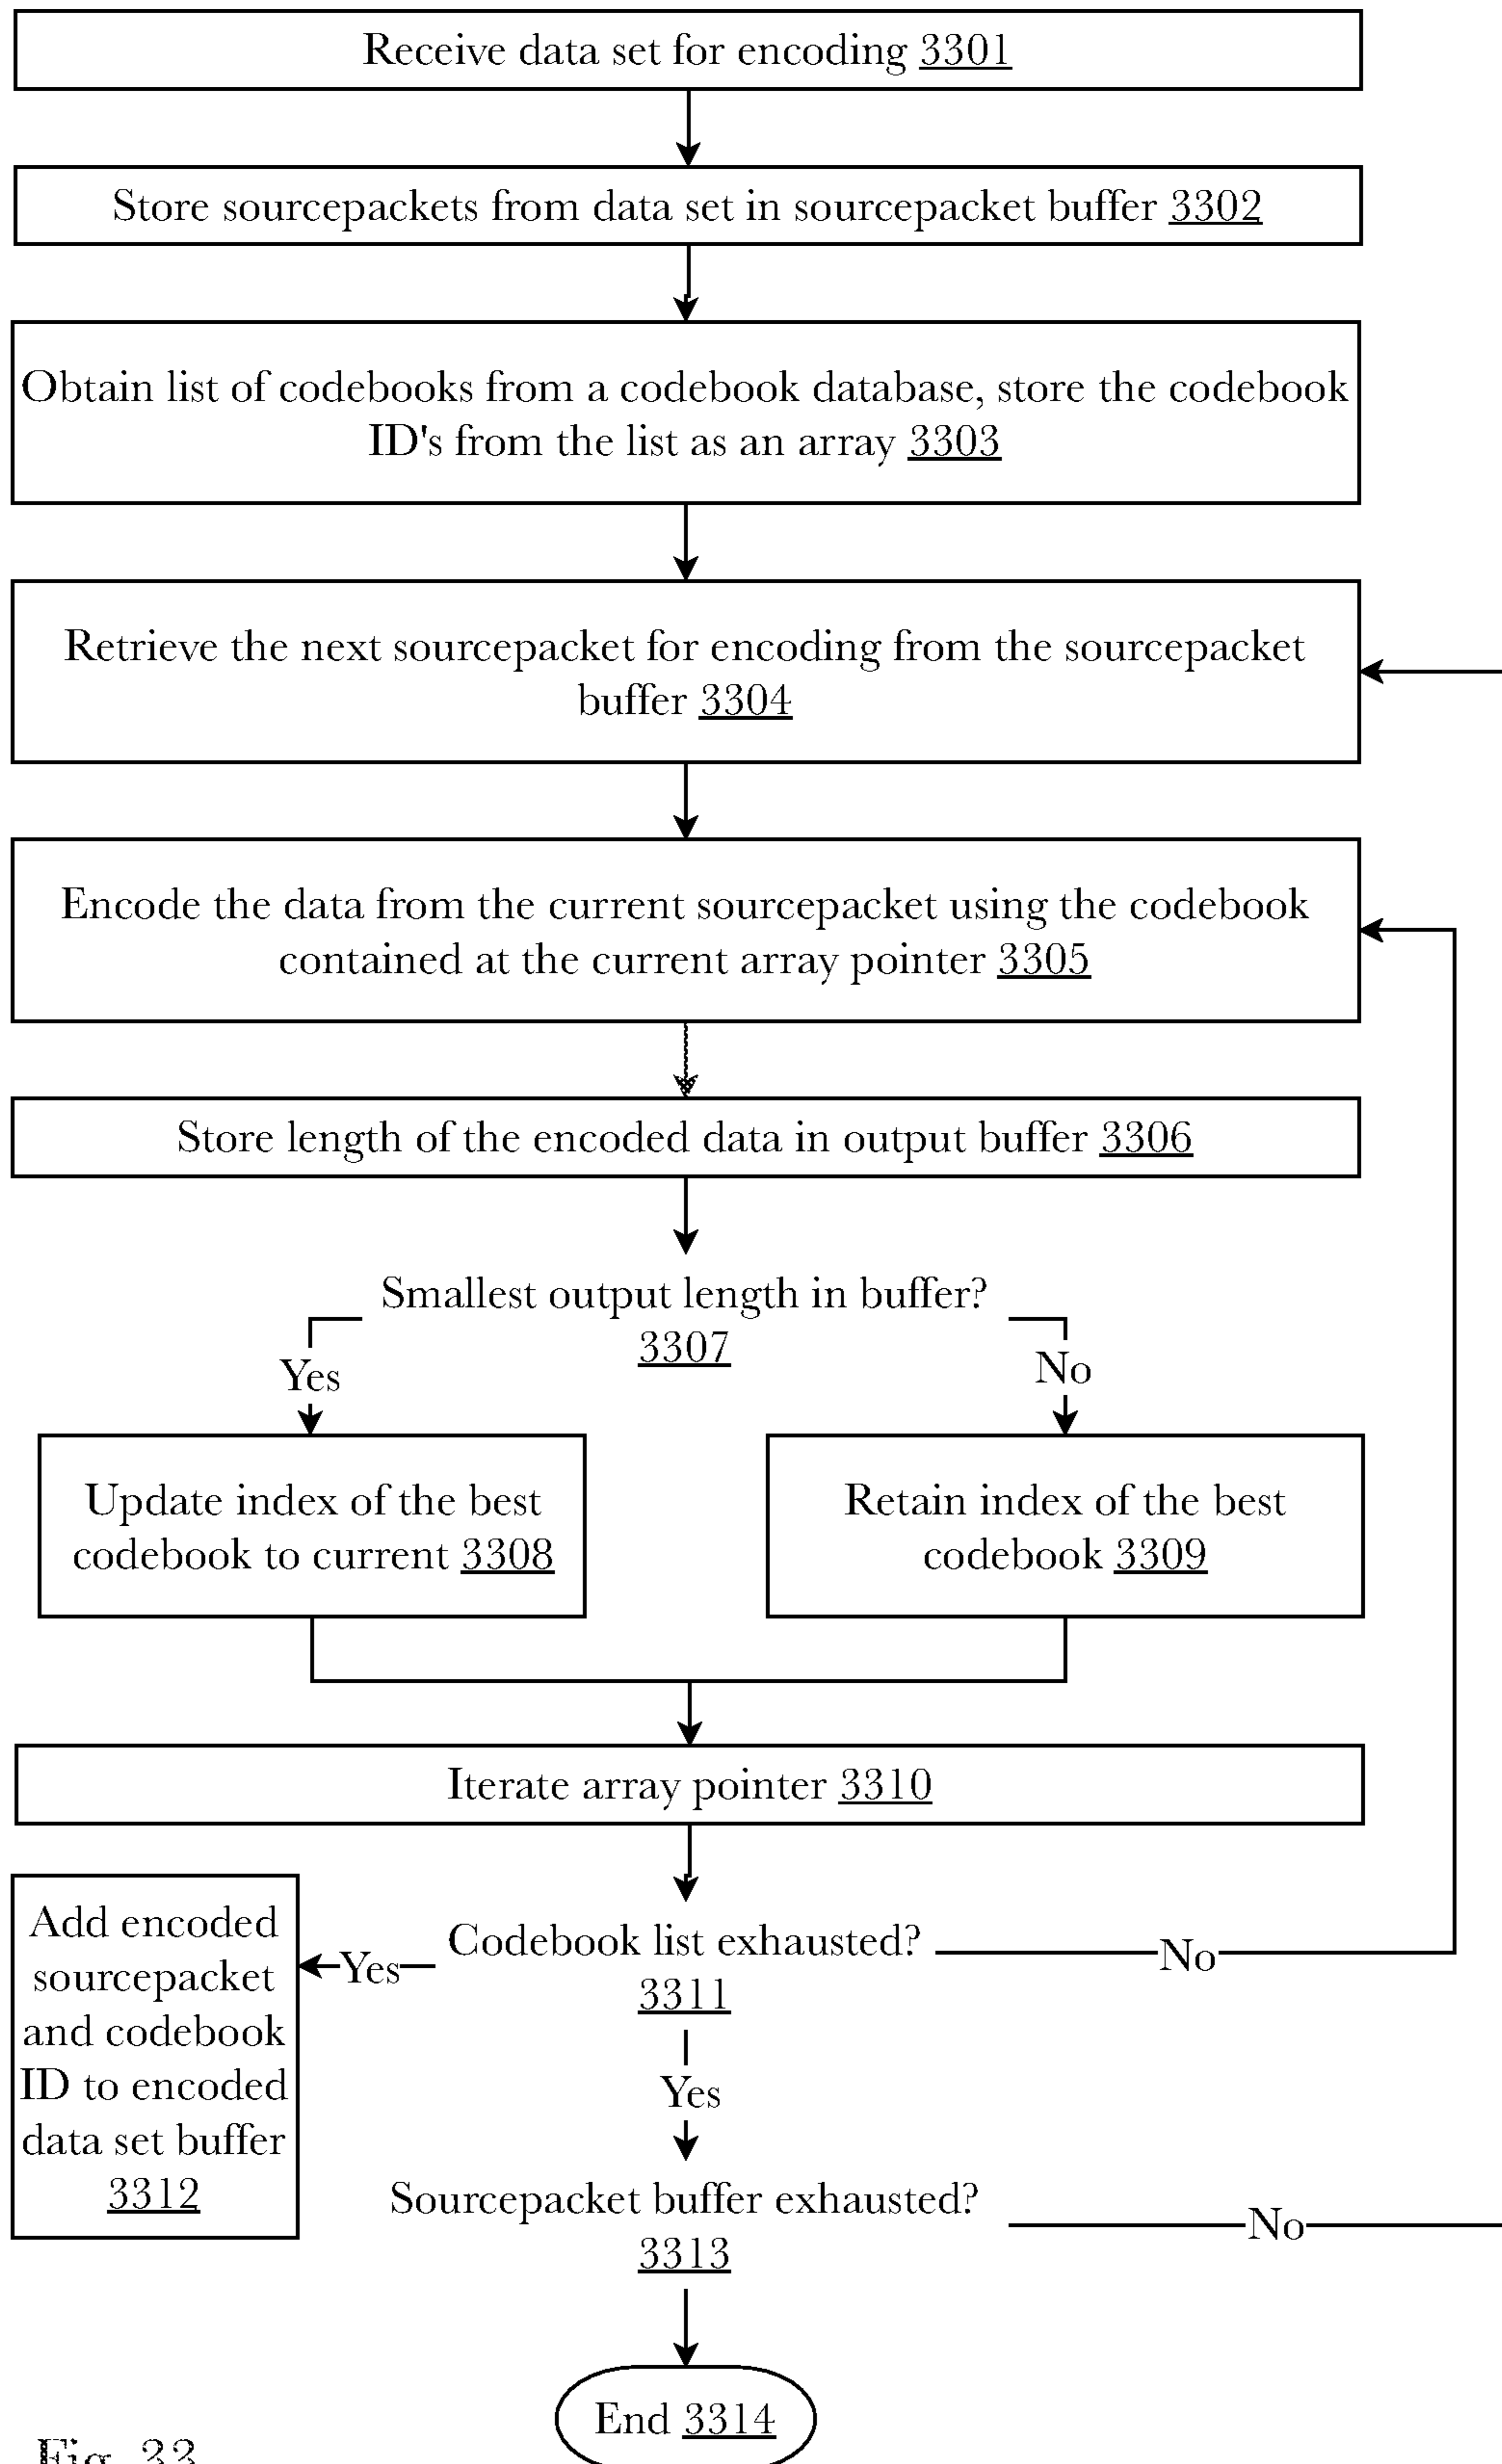 Receive data set for encoding 3301
Store sourcepackets from data set in sourcepacket buffer 3302
Obtain list of codebooks from a codebook database, store the codebook
ID's from the list as an array 3303
Retrieve the next sourcepacket for encoding from the sourcepacket
buffer 3304
Encode the data from the current sourcepacket using the codebook
contained at the current array pointer 3305
Store length of the encoded data in output buffer 3306
Smallest output length in buffer?
3307
Yes
No
Update index of the best
codebook to current 3308
Retain index of the best
codebook 3309
Iterate array pointer 3310
Codebook list exhausted?
3311
Yes
No
Add encoded
sourcepacket
and codebook
ID to encoded
data set buffer
3312
Yes
Sourcepacket buffer exhausted?
3313
No
End 3314
Fig. 33